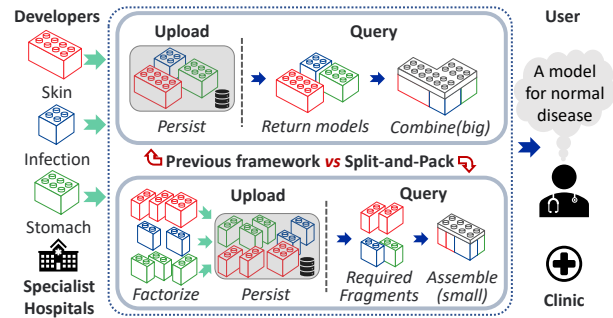 Developers
Skin
Infection
Stomach
Specialist
Hospitals
Upload
Query
Persist
Return models
Combine(big)
Previous framework vs Split-and-Pack
Upload
Query
Factorize
Persist
Required
Fragments
Assemble
(small)
User
A model
for normal
disease
Clinic